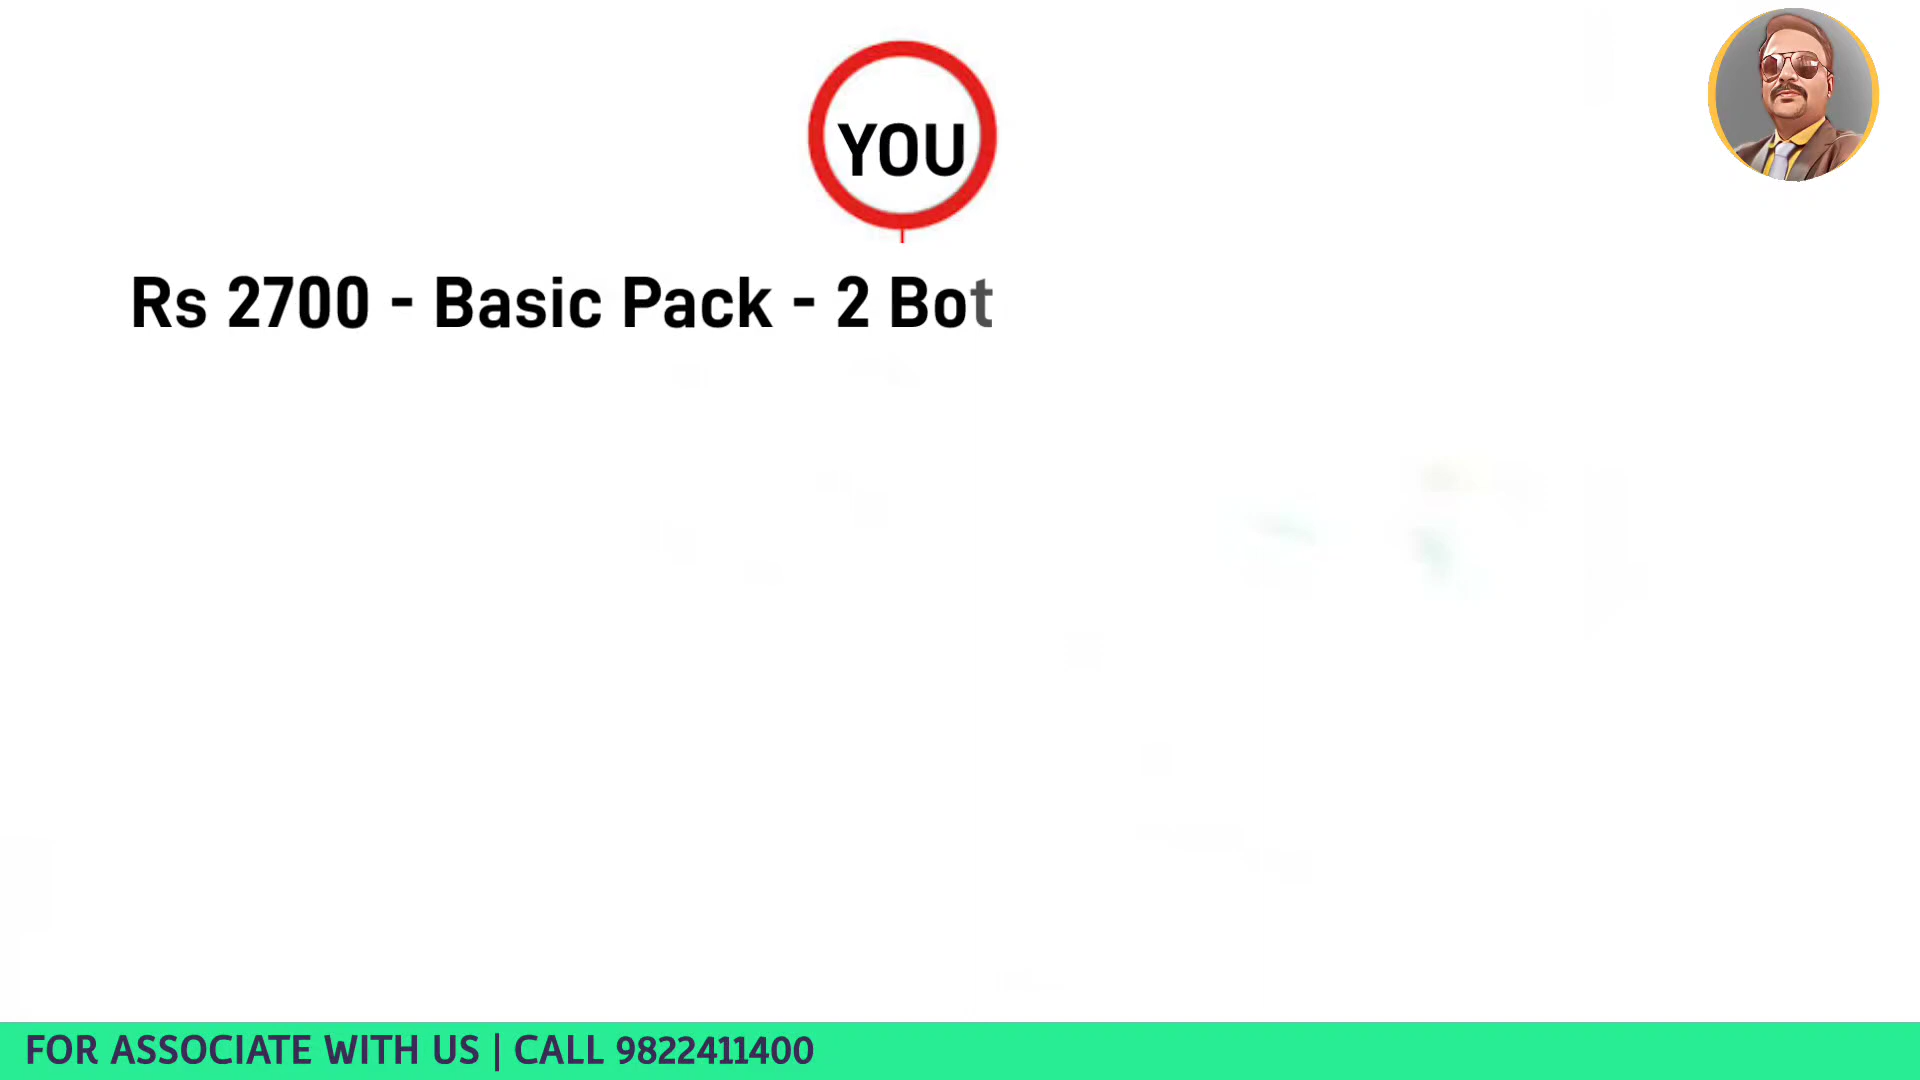 YOU
Rs 2700 - Basic Pack - 2 Bot
FOR ASSOCIATE WITH US | CALL 9822411400